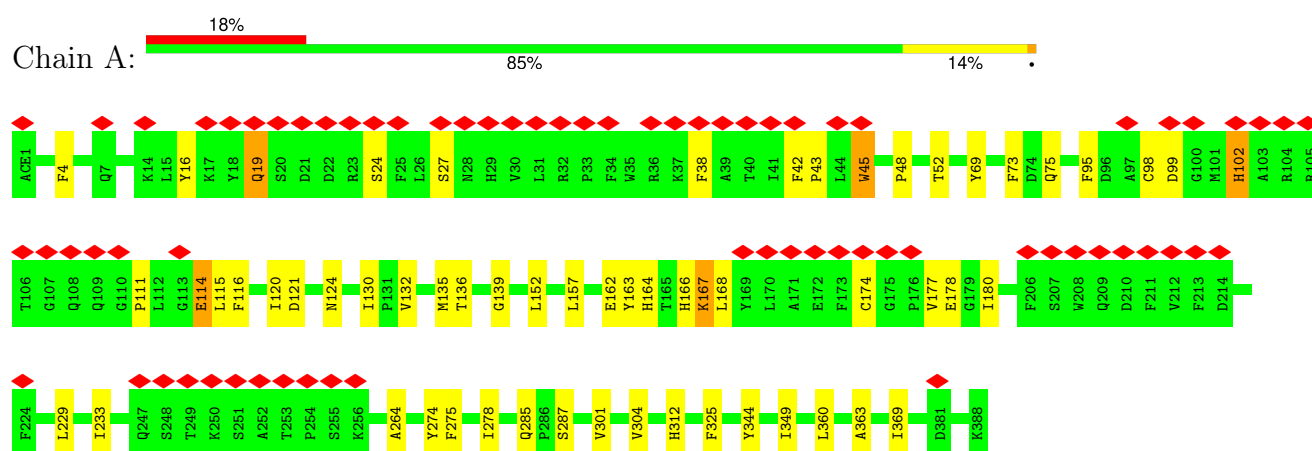 18%
Chain A:
85% 14% •
ACE1 F4 Q7 K14 L15 Y16 K17 Y18 Q19 S20 D21 D22 R23 S24 F25 L26 S27 N28 H29 V30 L31 R32 P33 F34 W35 R36 K37 F38 A39 T40 I41 F42 P43 L44 W45 P48 T52 Y69 F73 D74 Q75 F95 D96 A97 C98 D99 G100 M101 H102 A103 R104 R105
T106 G107 Q108 Q109 G110 P111 L112 G113 E114 L115 F116 I120 D121 N124 I130 P131 V132 M135 T136 G139 L152 L157 E162 Y163 H164 T165 H166 K167 L168 Y169 L170 A171 E172 F173 C174 G175 P176 V177 E178 G179 I180 F206 S207 W208 Q209 D210 F211 V212 F213 D214
F224 L229 I233 Q247 S248 T249 K250 S251 A252 T253 P254 S255 K256 A264 Y274 F275 I278 Q285 P286 S287 V301 V304 H312 F325 Y344 I349 L360 A363 I369 D381 K388